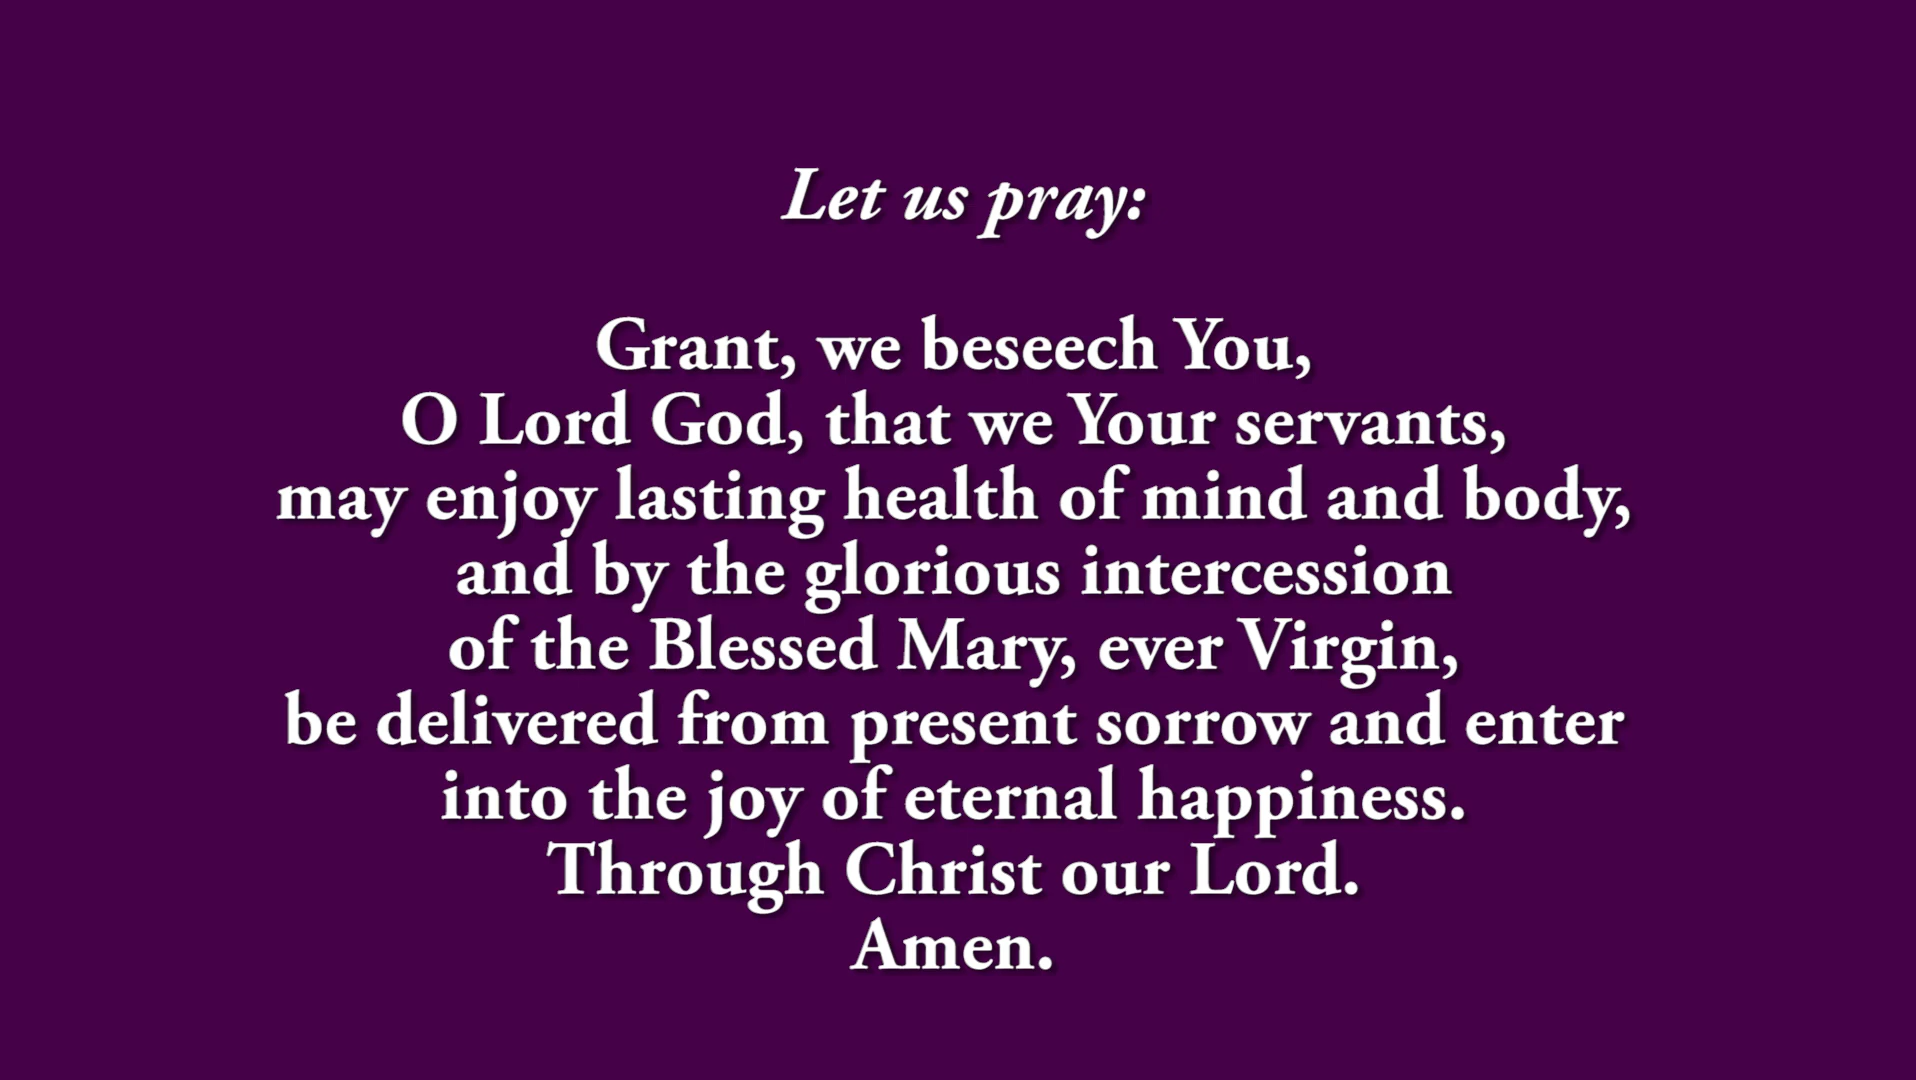 Let us pray:
Grant, we beseech You,
O Lord God, that we Your servants,
may enjoy lasting health of mind and body,
and by the glorious intercession
of the Blessed Mary, ever Virgin,
be delivered from present sorrow and enter
into the joy of eternal happiness.
Through Christ our Lord.
Amen.